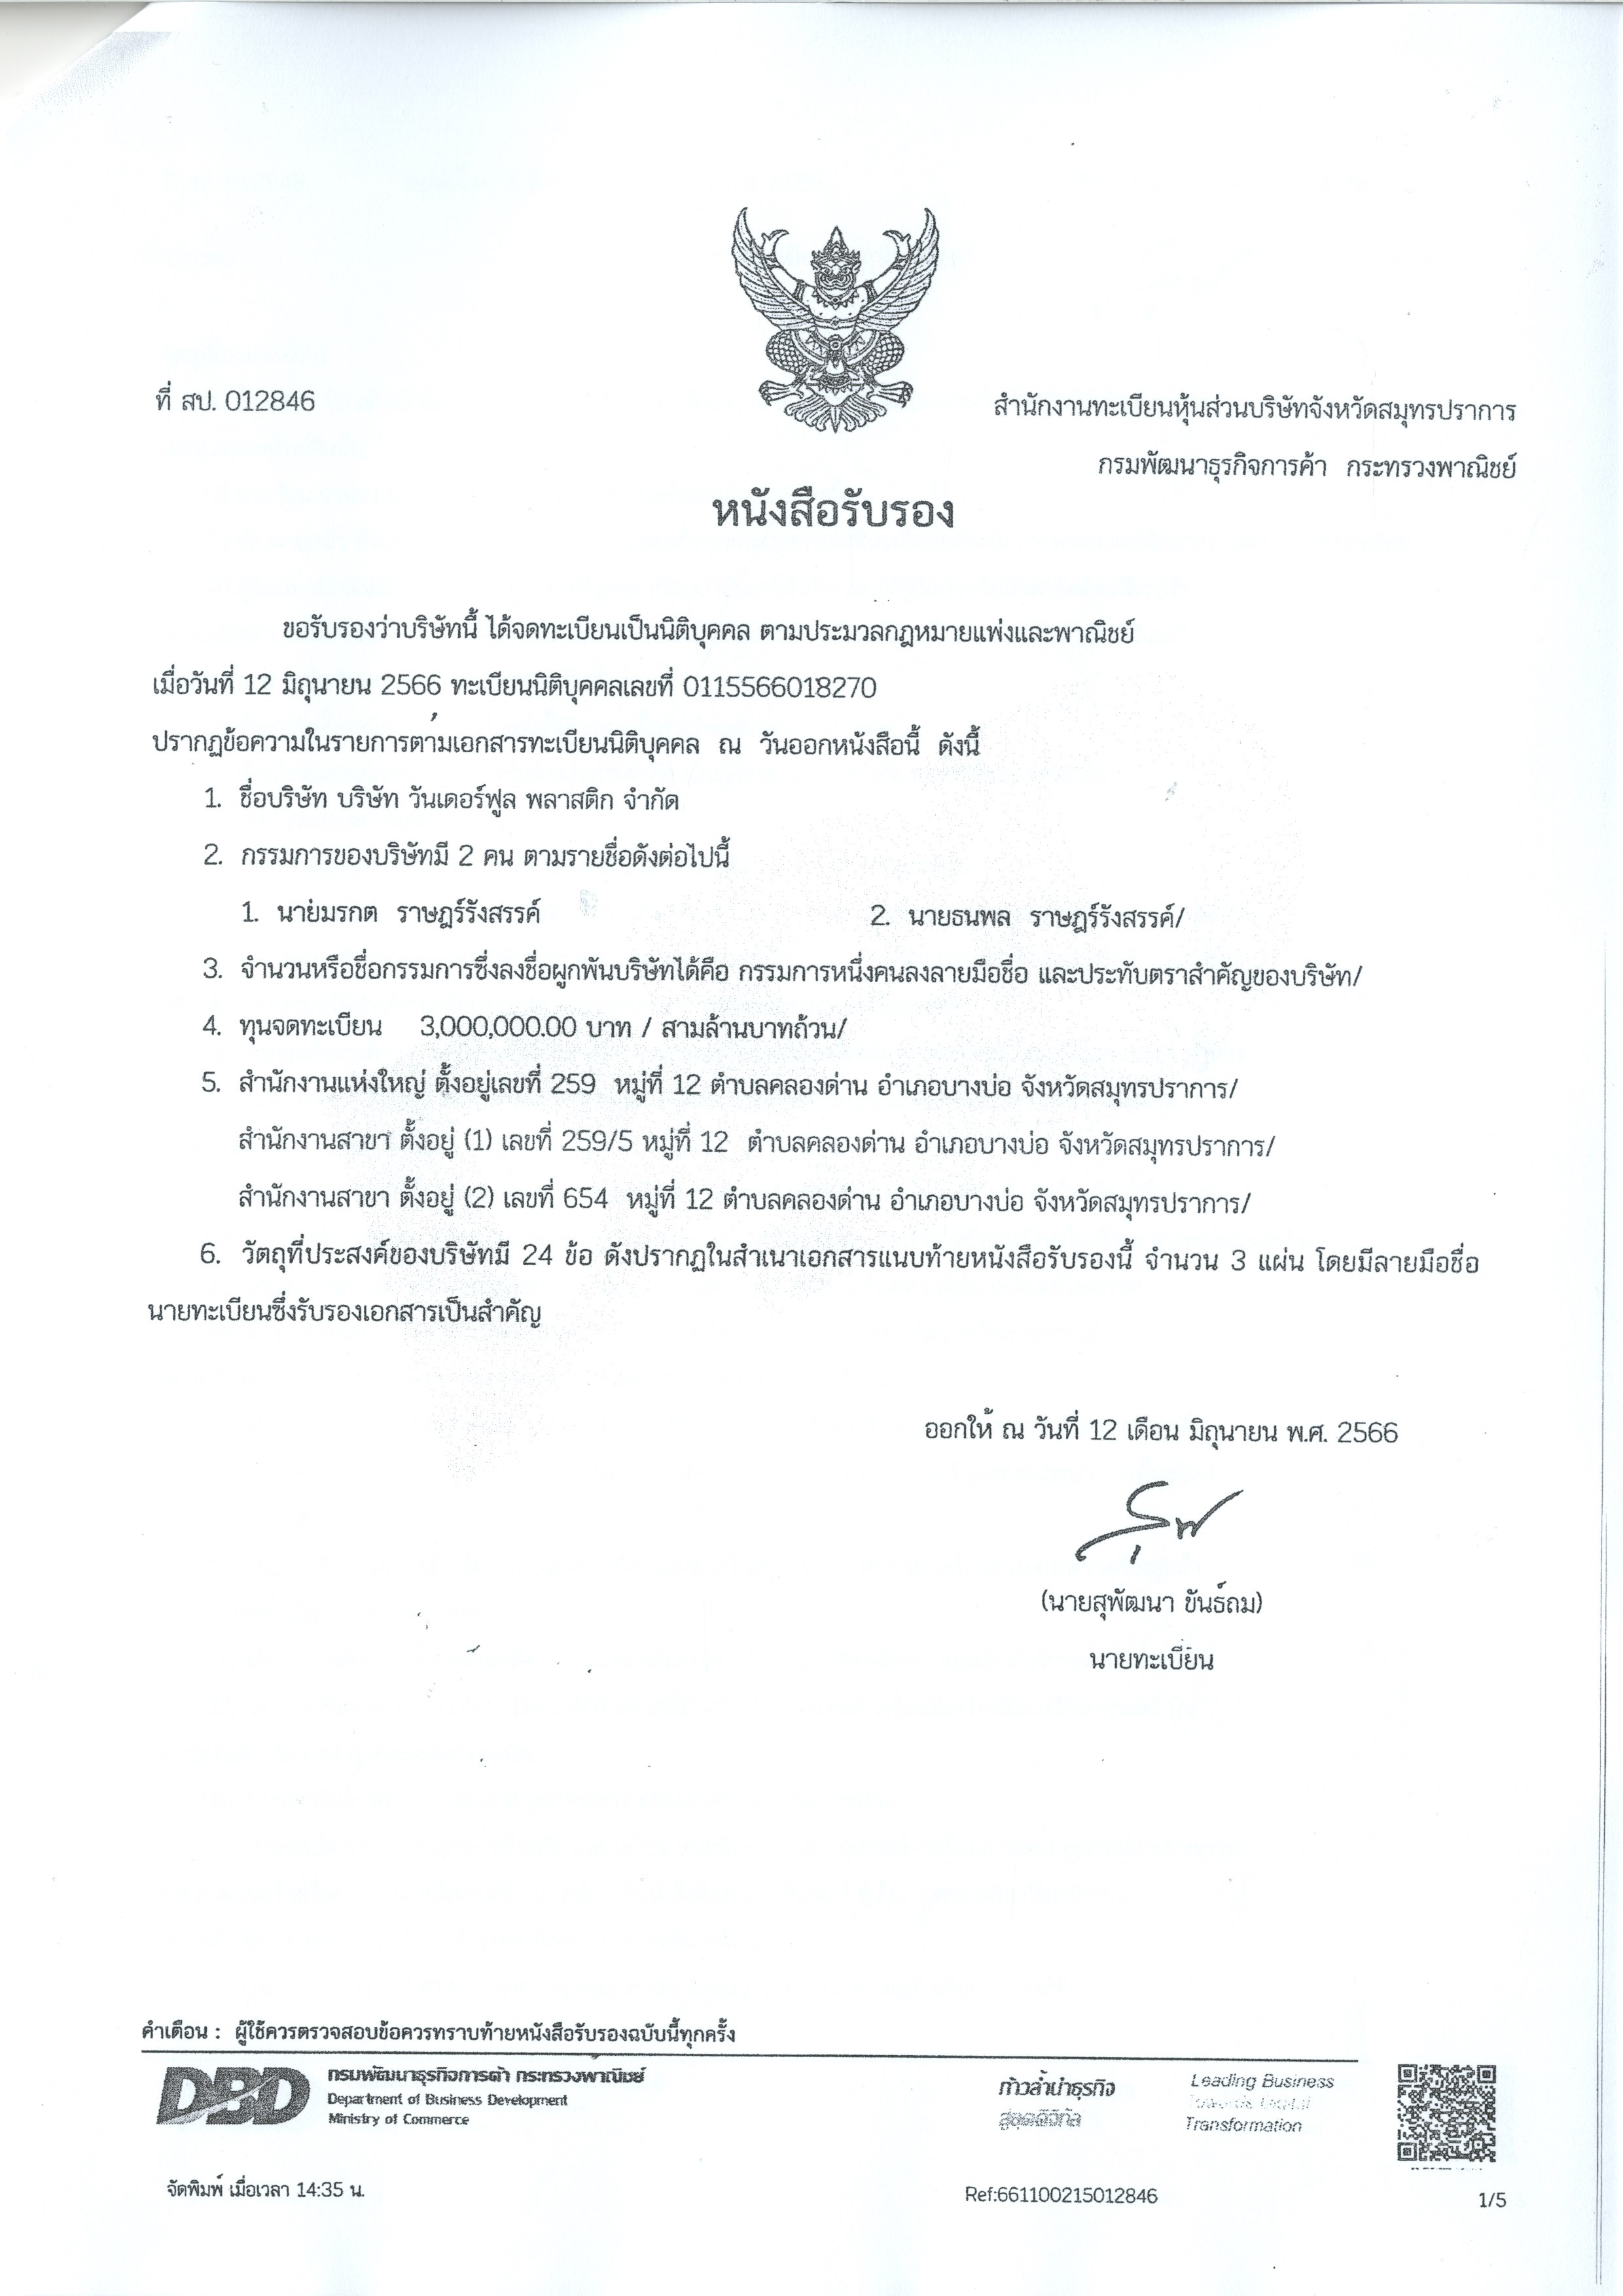 ที่ สป. 012846
สำนักงานทะเบียนหุ้นส่วนบริษัทจังหวัดสมุทรปราการ
กรมพัฒนาธุรกิจการค้า กระทรวงพาณิชย์
หนังสือรับรอง
ขอรับรองว่าบริษัทนี้ ได้จดทะเบียนเป็นนิติบุคคล ตามประมวลกฎหมายแพ่งและพาณิชย์
เมื่อวันที่ 12 มิถุนายน 2566 ทะเบียนนิติบุคคลเลขที่ 0115566018270
ปรากฏข้อความในรายการตามเอกสารทะเบียนนิติบุคคล ณ วันออกหนังสือนี้ ดังนี้
1. ชื่อบริษัท บริษัท วันเดอร์ฟูล พลาสติก จำกัด
2. กรรมการของบริษัทมี 2 คน ตามรายชื่อดังต่อไปนี้
1. นายมรกต ราษฎร์รังสรรค์ 2. นายธนพล ราษฎร์รังสรรค์/
3. จำนวนหรือชื่อกรรมการซึ่งลงชื่อผูกพันบริษัทได้คือ กรรมการหนึ่งคนลงลายมือชื่อ และประทับตราสำคัญของบริษัท/
4. ทุนจดทะเบียน 3,000,000.00 บาท / สามล้านบาทถ้วน/
5. สำนักงานแห่งใหญ่ ตั้งอยู่เลขที่ 259 หมู่ที่ 12 ตำบลคลองด่าน อำเภอบางบ่อ จังหวัดสมุทรปราการ/
สำนักงานสาขา ตั้งอยู่ (1) เลขที่ 259/5 หมู่ที่ 12 ตำบลคลองด่าน อำเภอบางบ่อ จังหวัดสมุทรปราการ/
สำนักงานสาขา ตั้งอยู่ (2) เลขที่ 654 หมู่ที่ 12 ตำบลคลองด่าน อำเภอบางบ่อ จังหวัดสมุทรปราการ/
6. วัตถุที่ประสงค์ของบริษัทมี 24 ข้อ ดังปรากฏในสำเนาเอกสารแนบท้ายหนังสือรับรองนี้ จำนวน 3 แผ่น โดยมีลายมือชื่อ
นายทะเบียนซึ่งรับรองเอกสารเป็นสำคัญ
ออกให้ ณ วันที่ 12 เดือน มิถุนายน พ.ศ. 2566
(นายสุพัฒนา ขันธ์ถม)
นายทะเบียน
คำเตือน : ผู้ใช้ควรตรวจสอบข้อควรทราบท้ายหนังสือรับรองฉบับนี้ทุกครั้ง
DBD
กรมพัฒนาธุรกิจการค้า กระทรวงพาณิชย์
Department of Business Development
Ministry of Commerce
ก้าวล้ำนำธุรกิจ
Leading Business
Transformation
จัดพิมพ์ เมื่อเวลา 14:35 น.
Ref:661100215012846
1/5